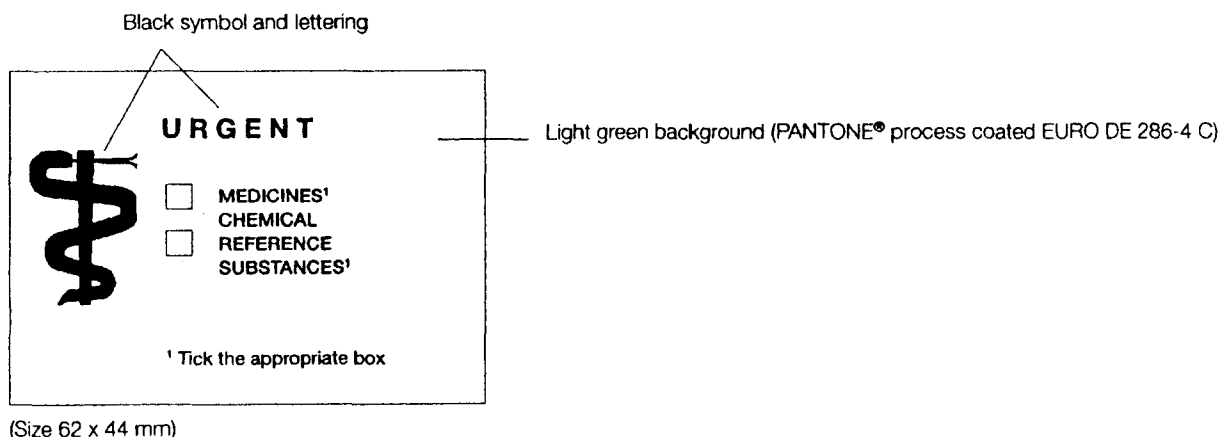 Black symbol and lettering
URGENT
Light green background (PANTONE® process coated EURO DE 286-4 C)
MEDICINES¹
CHEMICAL
REFERENCE
SUBSTANCES¹
¹ Tick the appropriate box
(Size 62 x 44 mm)